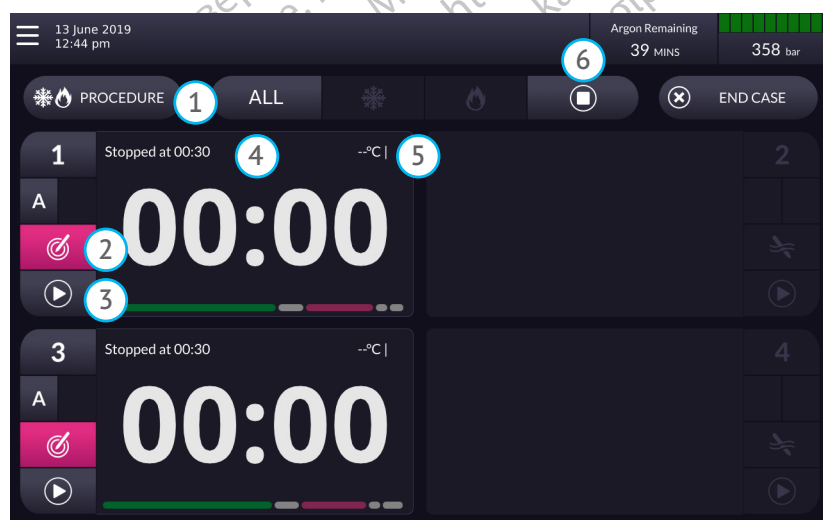 13 June 2019
12:44 pm
Argon Remaining
39 MINS
358 bar
6
PROCEDURE
1
ALL
END CASE
1
Stopped at 00:30
4
--°C |
5
2
A
00:00
2
3
3
Stopped at 00:30
--°C |
4
A
00:00